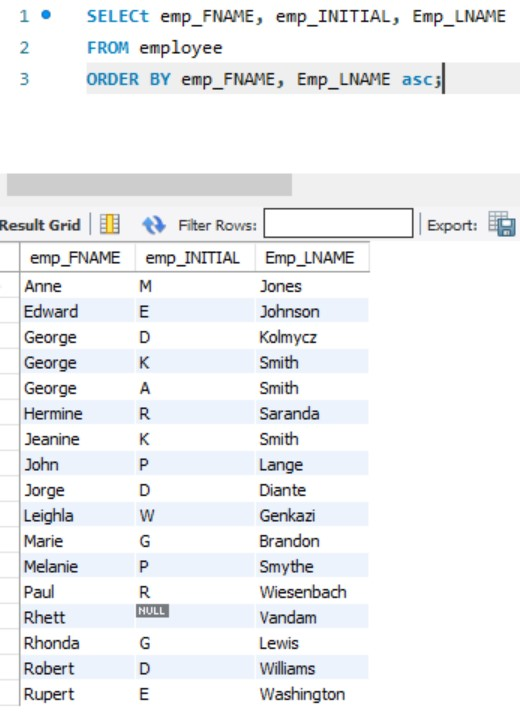 1 SELECt emp_FNAME, emp_INITIAL, Emp_LNAME
2 FROM employee
3 ORDER BY emp_FNAME, Emp_LNAME asc;
Result Grid Filter Rows: Export:
emp_FNAME emp_INITIAL Emp_LNAME
Anne M Jones
Edward E Johnson
George D Kolmycz
George K Smith
George A Smith
Hermine R Saranda
Jeanine K Smith
John P Lange
Jorge D Diante
Leighla W Genkazi
Marie G Brandon
Melanie P Smythe
Paul R Wiesenbach
Rhett NULL Vandam
Rhonda G Lewis
Robert D Williams
Rupert E Washington